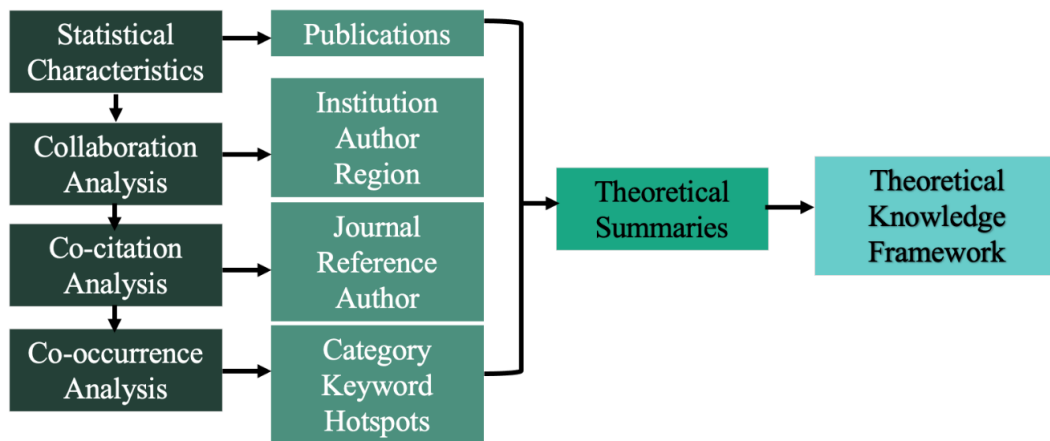 Statistical
Characteristics
Publications
Collaboration
Analysis
Institution
Author
Region
Co-citation
Analysis
Journal
Reference
Author
Co-occurrence
Analysis
Category
Keyword
Hotspots
Theoretical
Summaries
Theoretical
Knowledge
Framework